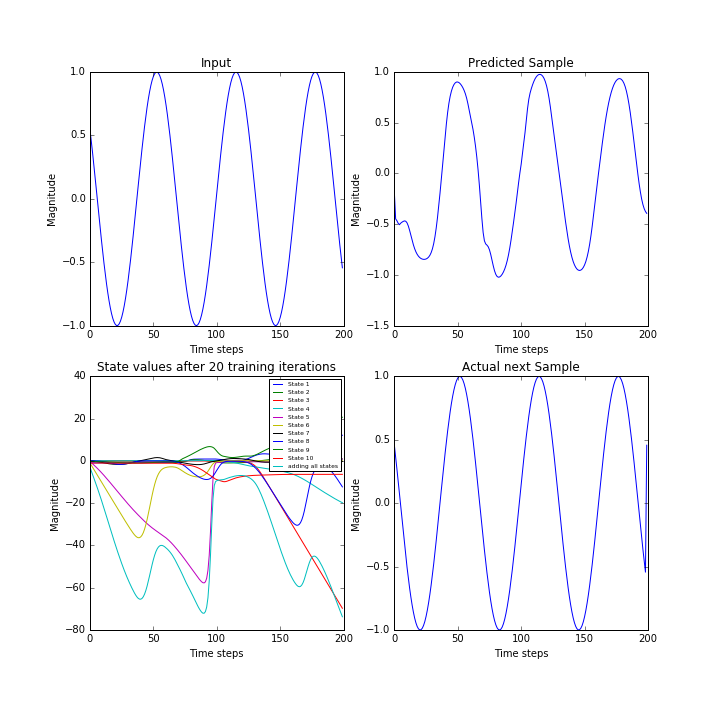 Input
1.0
0.5
0.0
−0.5
−1.0
0
50
100
150
200
Magnitude
Time steps
Predicted Sample
1.0
0.5
0.0
−0.5
−1.0
−1.5
0
50
100
150
200
Magnitude
Time steps
State values after 20 training iterations
40
20
0
−20
−40
−60
−80
0
50
100
150
200
Magnitude
Time steps
State 1
State 2
State 3
State 4
State 5
State 6
State 7
State 8
State 9
State 10
adding all states
Actual next Sample
1.0
0.5
0.0
−0.5
−1.0
0
50
100
150
200
Magnitude
Time steps